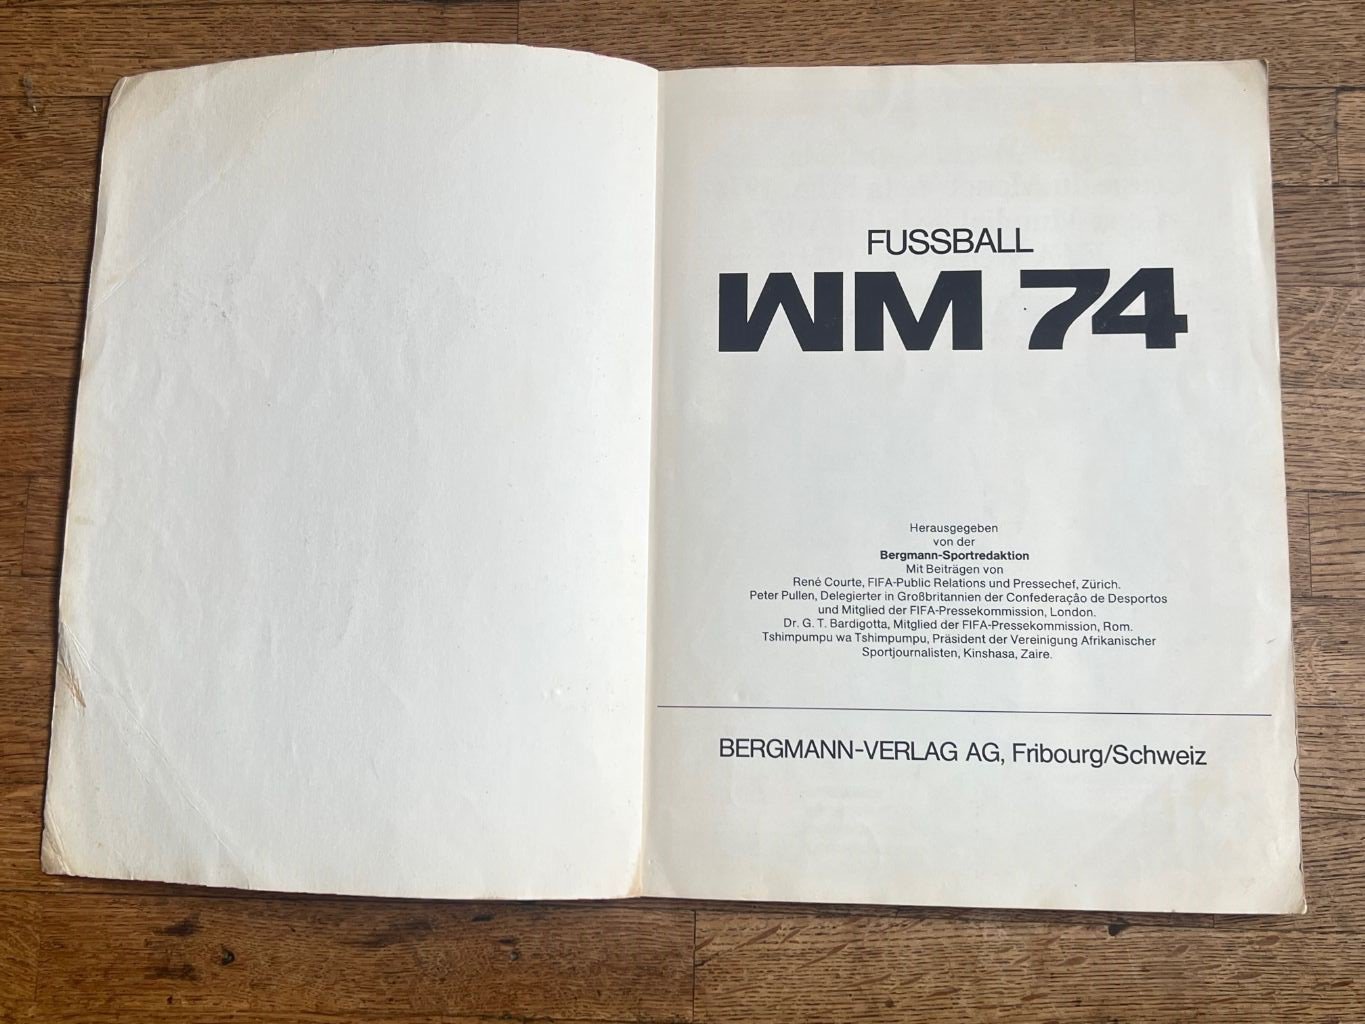 FUSSBALL
WM 74
Herausgegeben
von der
Bergmann-Sportredaktion
Mit Beiträgen von
René Courte, FIFA-Public Relations und Pressechef, Zürich.
Peter Pullen, Delegierter in Großbritannien der Confederaçâo de Desportos
und Mitglied der FIFA-Pressekommission, London.
Dr. G. T. Bardigotta, Mitglied der FIFA-Pressekommission, Rom.
Tshimpumpu wa Tshimpumpu, Präsident der Vereinigung Afrikanischer
Sportjournalisten, Kinshasa, Zaire.
BERGMANN-VERLAG AG, Fribourg/Schweiz